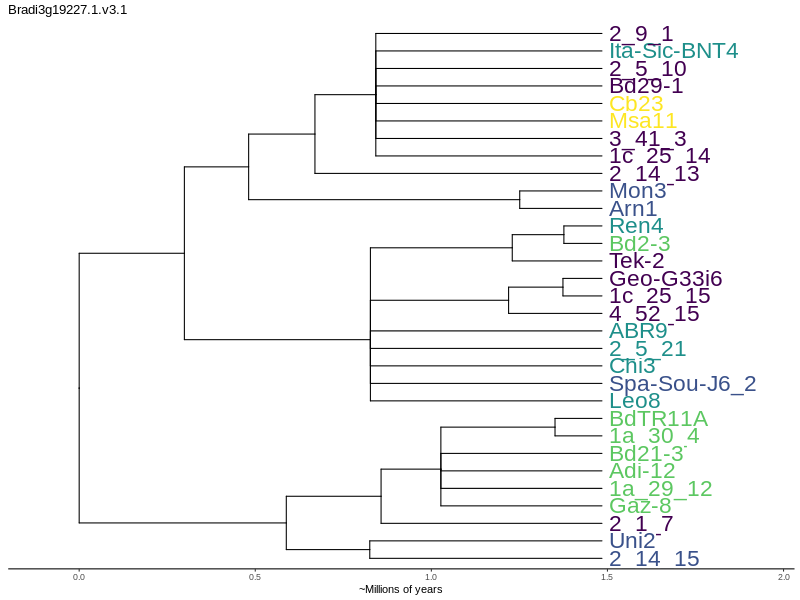 Bradi3g19227.1.v3.1
2_9_1
Ita-Sic-BNT4
2_5_10
Bd29-1
Cb23
Msa11
3_41_3
1c_25_14
2_14_13
Mon3
Arn1
Ren4
Bd2-3
Tek-2
Geo-G33i6
1c_25_15
4_52_15
ABR9
2_5_21
Chi3
Spa-Sou-J6_2
Leo8
BdTR11A
1a_30_4
Bd21-3
Adi-12
1a_29_12
Gaz-8
2_1_7
Uni2
2_14_15
0.0 0.5 1.0 1.5 2.0
~Millions of years